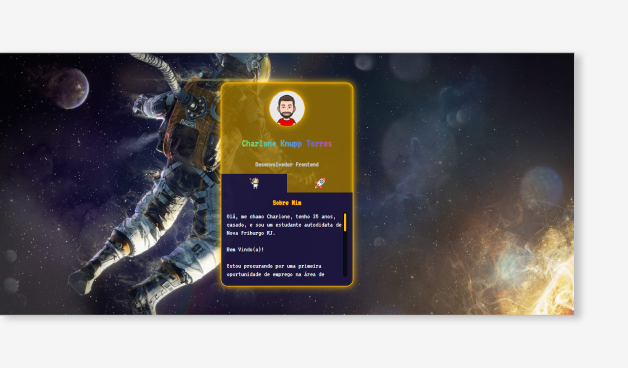 Charlone Knupp Torres
Desenvolvedor Frontend
Sobre Mim
Olá, me chamo Charlone, tenho 35 anos,
casado, e sou um estudante autodidata de
Nova Friburgo RJ.
Bem Vindo(a)!
Estou procurando por uma primeira
oportunidade de emprego na área de